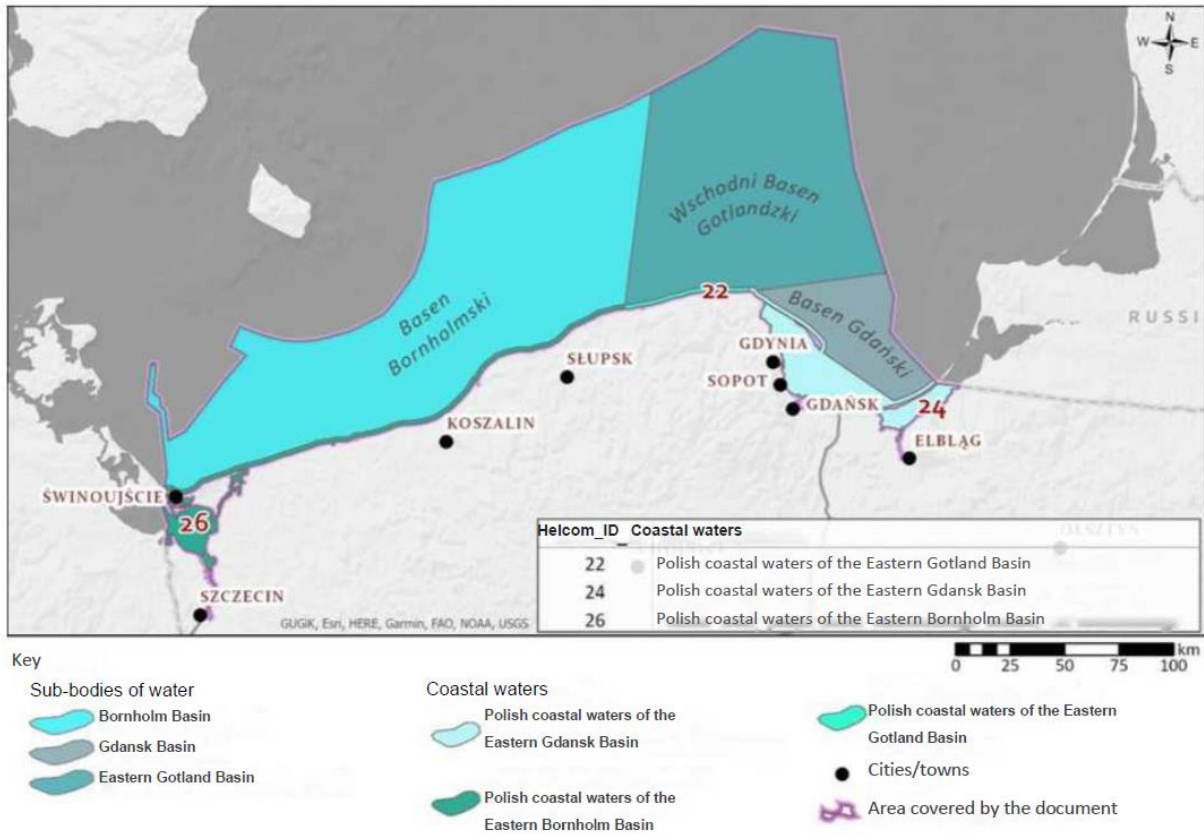 N
W E
S
Wschodni Basen
Gotlandzki
Basen
Bornholmski
22
Basen Gdański
RUSSI
GDYNIA
SŁUPSK
SOPOT
GDAŃSK
24
KOSZALIN
ELBLĄG
ŚWINOUJŚCIE
26
SZCZECIN
GUGiK, Esri, HERE, Garmin, FAO, NOAA, USGS
Helcom_ID_Coastal waters
OLSZTYN
22 Polish coastal waters of the Eastern Gotland Basin
24 Polish coastal waters of the Eastern Gdansk Basin
26 Polish coastal waters of the Eastern Bornholm Basin
0 25 50 75 100 km
Key
Sub-bodies of water
Bornholm Basin
Gdansk Basin
Eastern Gotland Basin
Coastal waters
Polish coastal waters of the
Eastern Gdansk Basin
Polish coastal waters of the
Eastern Bornholm Basin
Polish coastal waters of the Eastern
Gotland Basin
Cities/towns
Area covered by the document